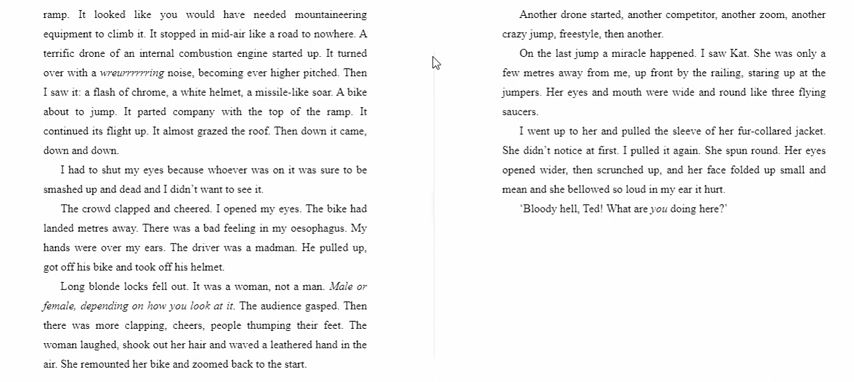 ramp. It looked like you would have needed mountaineering
equipment to climb it. It stopped in mid-air like a road to nowhere. A
terrific drone of an internal combustion engine started up. It turned
over with a wreurrrrrring noise, becoming ever higher pitched. Then
I saw it: a flash of chrome, a white helmet, a missile-like soar. A bike
about to jump. It parted company with the top of the ramp. It
continued its flight up. It almost grazed the roof. Then down it came,
down and down.
I had to shut my eyes because whoever was on it was sure to be
smashed up and dead and I didn’t want to see it.
The crowd clapped and cheered. I opened my eyes. The bike had
landed metres away. There was a bad feeling in my oesophagus. My
hands were over my ears. The driver was a madman. He pulled up,
got off his bike and took off his helmet.
Long blonde locks fell out. It was a woman, not a man. Male or
female, depending on how you look at it. The audience gasped. Then
there was more clapping, cheers, people thumping their feet. The
woman laughed, shook out her hair and waved a leathered hand in the
air. She remounted her bike and zoomed back to the start.
Another drone started, another competitor, another zoom, another
crazy jump, freestyle, then another.
On the last jump a miracle happened. I saw Kat. She was only a
few metres away from me, up front by the railing, staring up at the
jumpers. Her eyes and mouth were wide and round like three flying
saucers.
I went up to her and pulled the sleeve of her fur-collared jacket.
She didn’t notice at first. I pulled it again. She spun round. Her eyes
opened wider, then scrunched up, and her face folded up small and
mean and she bellowed so loud in my ear it hurt.
‘Bloody hell, Ted! What are you doing here?’